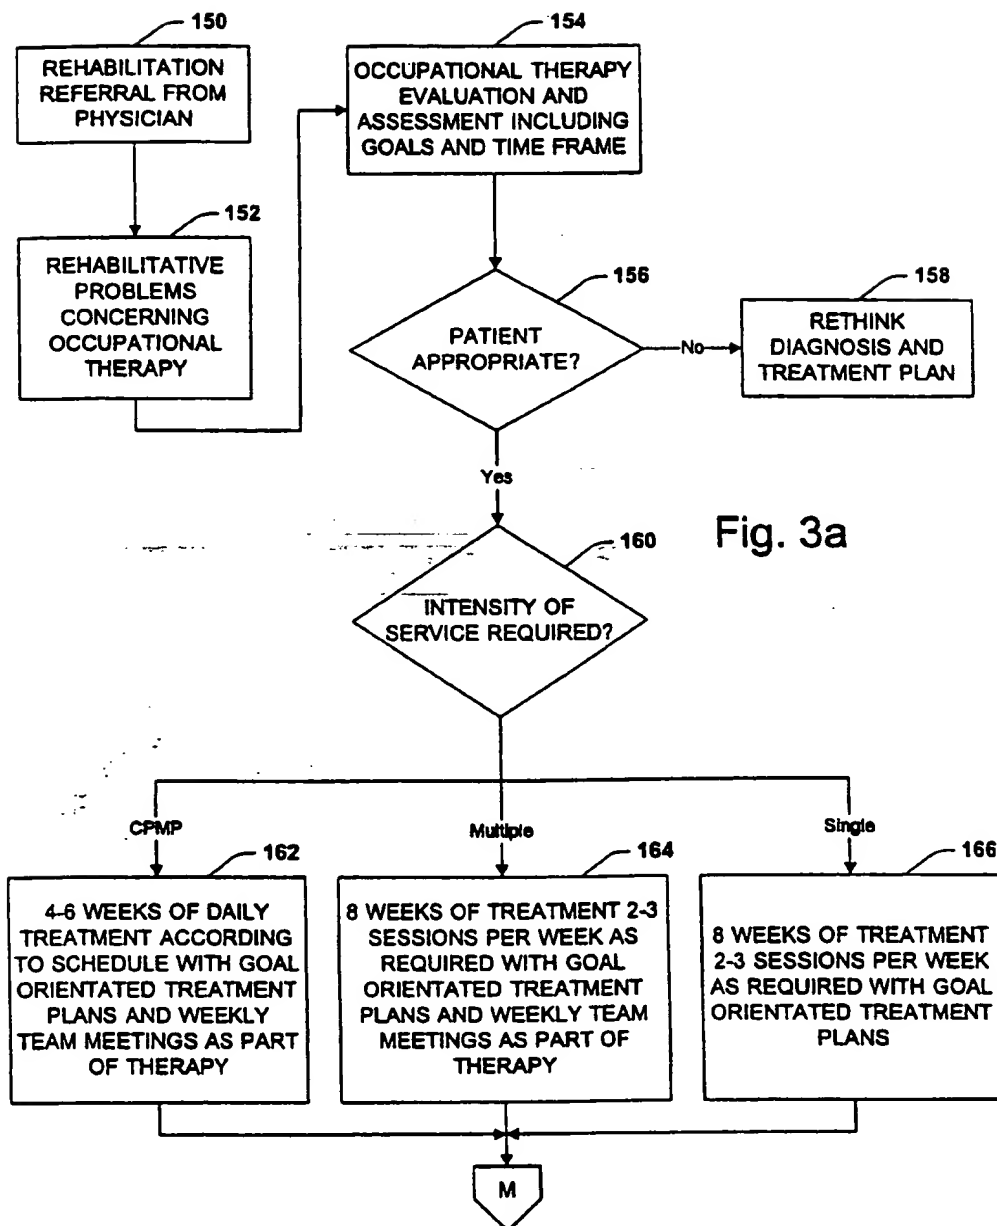 150
REHABILITATION
REFERRAL FROM
PHYSICIAN
152
REHABILITATIVE
PROBLEMS
CONCERNING
OCCUPATIONAL
THERAPY
154
OCCUPATIONAL THERAPY
EVALUATION AND
ASSESSMENT INCLUDING
GOALS AND TIME FRAME
156
PATIENT
APPROPRIATE?
No
158
RETHINK
DIAGNOSIS AND
TREATMENT PLAN
Yes
Fig. 3a
160
INTENSITY OF
SERVICE REQUIRED?
CPMP
162
4-6 WEEKS OF DAILY
TREATMENT ACCORDING
TO SCHEDULE WITH GOAL
ORIENTATED TREATMENT
PLANS AND WEEKLY
TEAM MEETINGS AS PART
OF THERAPY
Multiple
164
8 WEEKS OF TREATMENT 2-3
SESSIONS PER WEEK AS
REQUIRED WITH GOAL
ORIENTATED TREATMENT
PLANS AND WEEKLY TEAM
MEETINGS AS PART OF
THERAPY
Single
166
8 WEEKS OF TREATMENT
2-3 SESSIONS PER WEEK
AS REQUIRED WITH GOAL
ORIENTATED TREATMENT
PLANS
M